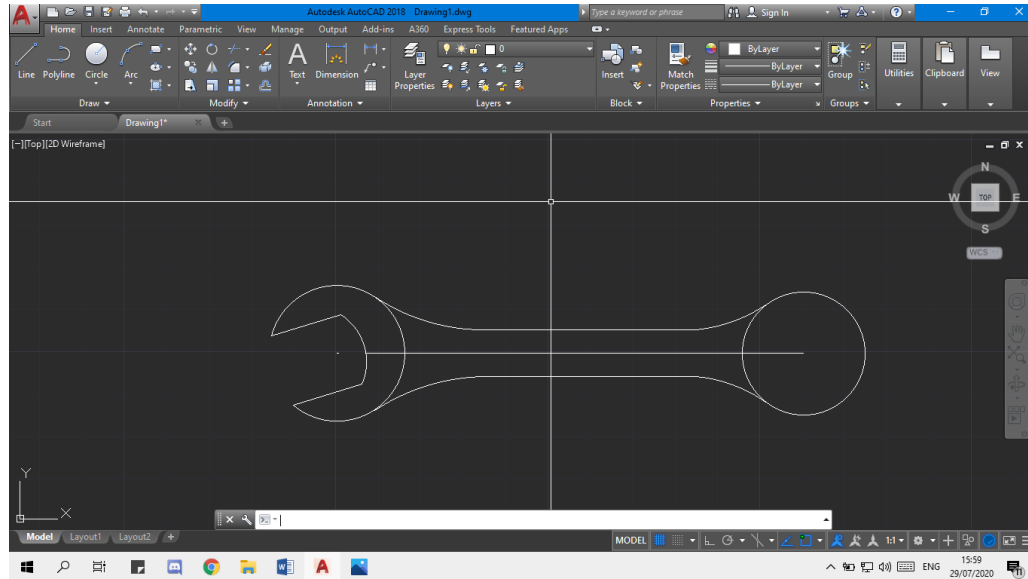 Autodesk AutoCAD 2018 Drawing1.dwg
Type a keyword or phrase
Sign In
Home Insert Annotate Parametric View Manage Output Add-ins A360 Express Tools Featured Apps
0
ByLayer
ByLayer
ByLayer
Line Polyline Circle Arc
Text Dimension
Layer Properties
Insert
Match Properties
Group Utilities Clipboard View
Draw Modify Annotation Layers Block Properties Groups
Start Drawing1* +
[−][Top][2D Wireframe]
N
W TOP E
S
WCS
Y
X
Model Layout1 Layout2 +
MODEL 1:1
ENG 15:59
29/07/2020